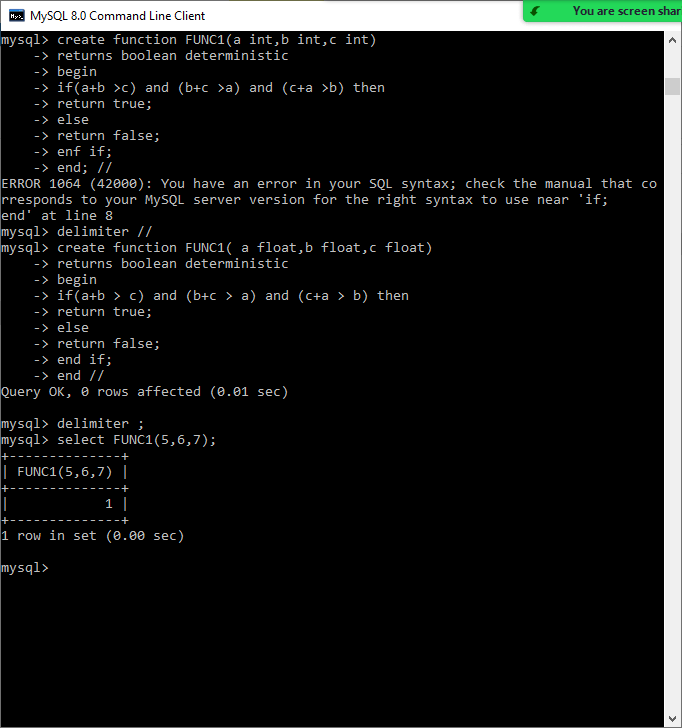 MySQL 8.0 Command Line Client
You are screen shar
mysql> create function FUNC1(a int,b int,c int)
    -> returns boolean deterministic
    -> begin
    -> if(a+b >c) and (b+c >a) and (c+a >b) then
    -> return true;
    -> else
    -> return false;
    -> enf if;
    -> end; //
ERROR 1064 (42000): You have an error in your SQL syntax; check the manual that co
rresponds to your MySQL server version for the right syntax to use near 'if;
end' at line 8
mysql> delimiter //
mysql> create function FUNC1( a float,b float,c float)
    -> returns boolean deterministic
    -> begin
    -> if(a+b > c) and (b+c > a) and (c+a > b) then
    -> return true;
    -> else
    -> return false;
    -> end if;
    -> end //
Query OK, 0 rows affected (0.01 sec)

mysql> delimiter ;
mysql> select FUNC1(5,6,7);
+--------------+
| FUNC1(5,6,7) |
+--------------+
|            1 |
+--------------+
1 row in set (0.00 sec)

mysql>